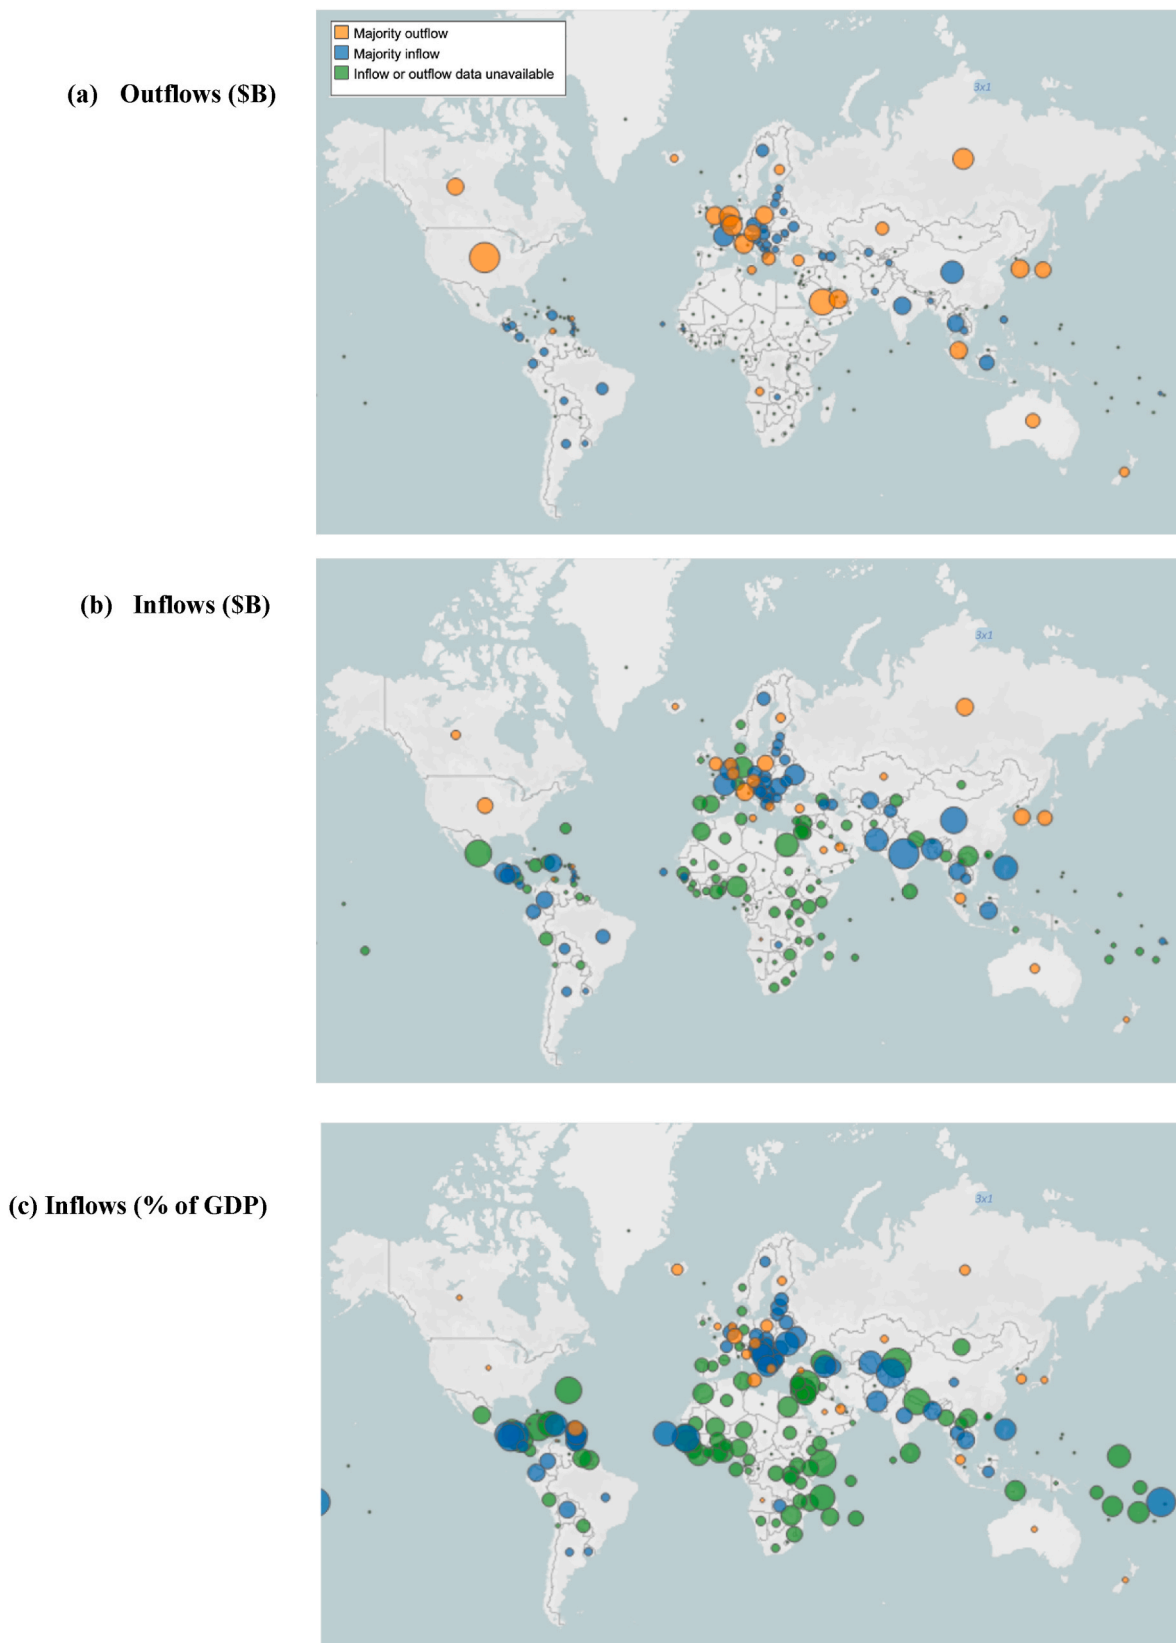 Majority outflow
Majority inflow
Inflow or outflow data unavailable
(a) Outflows ($B)
3x1
(b) Inflows ($B)
3x1
(c) Inflows (% of GDP)
3x1